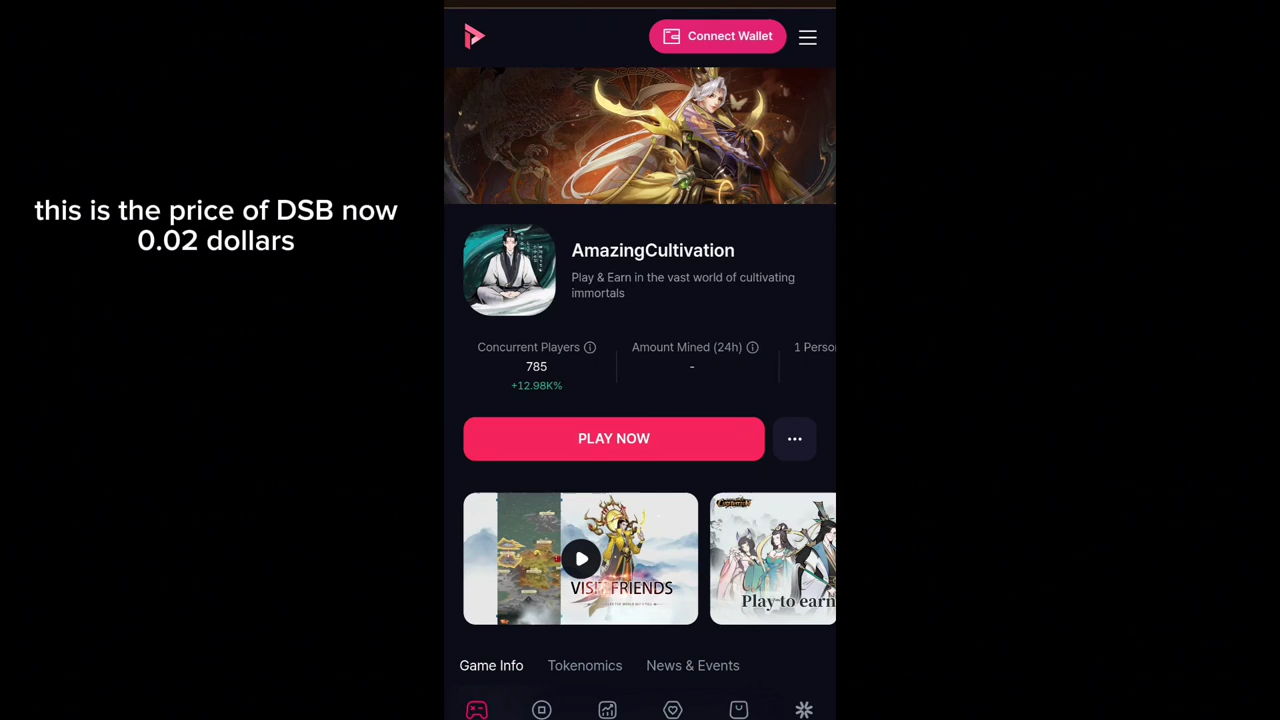 Connect Wallet
this is the price of DSB now
0.02 dollars
AmazingCultivation
Play & Earn in the vast world of cultivating
immortals
Concurrent Players
785
+12.98K%
Amount Mined (24h)
-
1 Perso
PLAY NOW
VISIT FRIENDS
Play to earn
Game Info
Tokenomics
News & Events